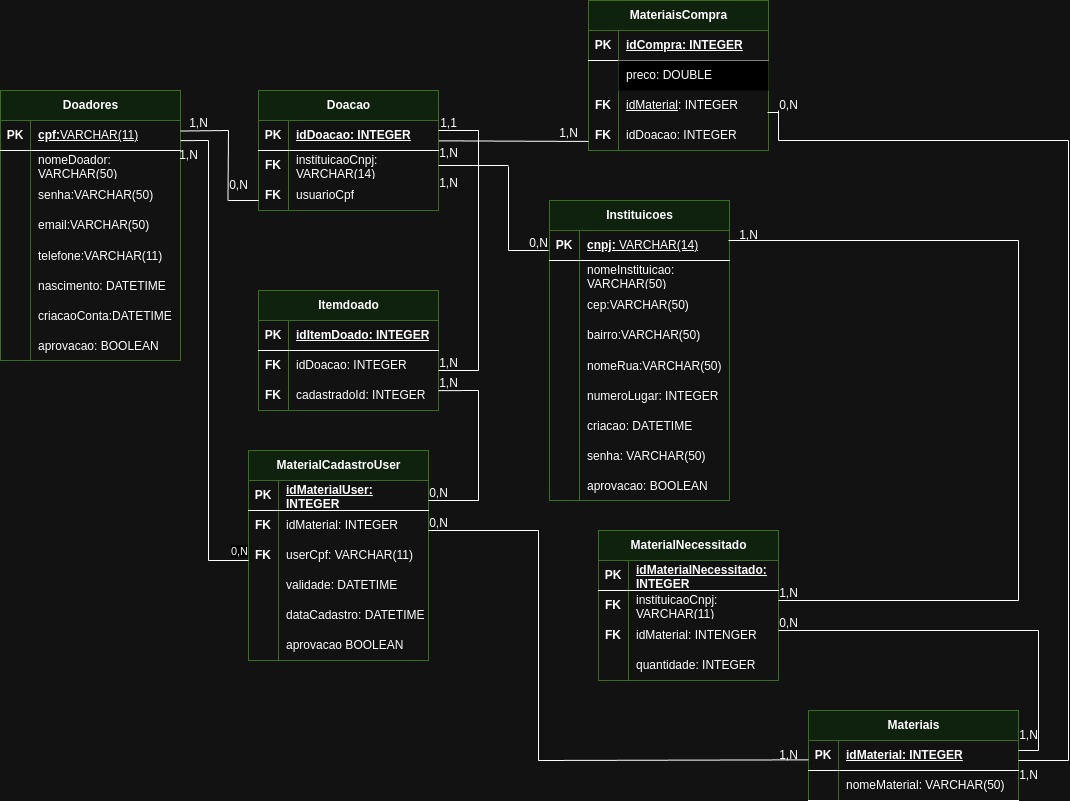 MateriaisCompra
PK idCompra: INTEGER
preco: DOUBLE
FK idMaterial: INTEGER
FK idDoacao: INTEGER
0,N
1,N
Doadores
PK cpf:VARCHAR(11)
nomeDoador:
VARCHAR(50)
senha:VARCHAR(50)
email:VARCHAR(50)
telefone:VARCHAR(11)
nascimento: DATETIME
criacaoConta:DATETIME
aprovacao: BOOLEAN
1,N
1,N
0,N
Doacao
PK idDoacao: INTEGER
FK instituicaoCnpj:
VARCHAR(14)
FK usuarioCpf
1,1
1,N
1,N
Instituicoes
0,N
PK cnpj: VARCHAR(14)
nomeInstituicao:
VARCHAR(50)
cep:VARCHAR(50)
bairro:VARCHAR(50)
nomeRua:VARCHAR(50)
numeroLugar: INTEGER
criacao: DATETIME
senha: VARCHAR(50)
aprovacao: BOOLEAN
1,N
Itemdoado
PK idItemDoado: INTEGER
FK idDoacao: INTEGER
FK cadastradoId: INTEGER
1,N
1,N
MaterialCadastroUser
PK idMaterialUser:
INTEGER
FK idMaterial: INTEGER
FK userCpf: VARCHAR(11)
validade: DATETIME
dataCadastro: DATETIME
aprovacao BOOLEAN
0,N
0,N
0,N
MaterialNecessitado
PK idMaterialNecessitado:
INTEGER
FK instituicaoCnpj:
VARCHAR(11)
FK idMaterial: INTENGER
quantidade: INTEGER
1,N
0,N
Materiais
1,N
PK idMaterial: INTEGER
nomeMaterial: VARCHAR(50)
1,N
1,N